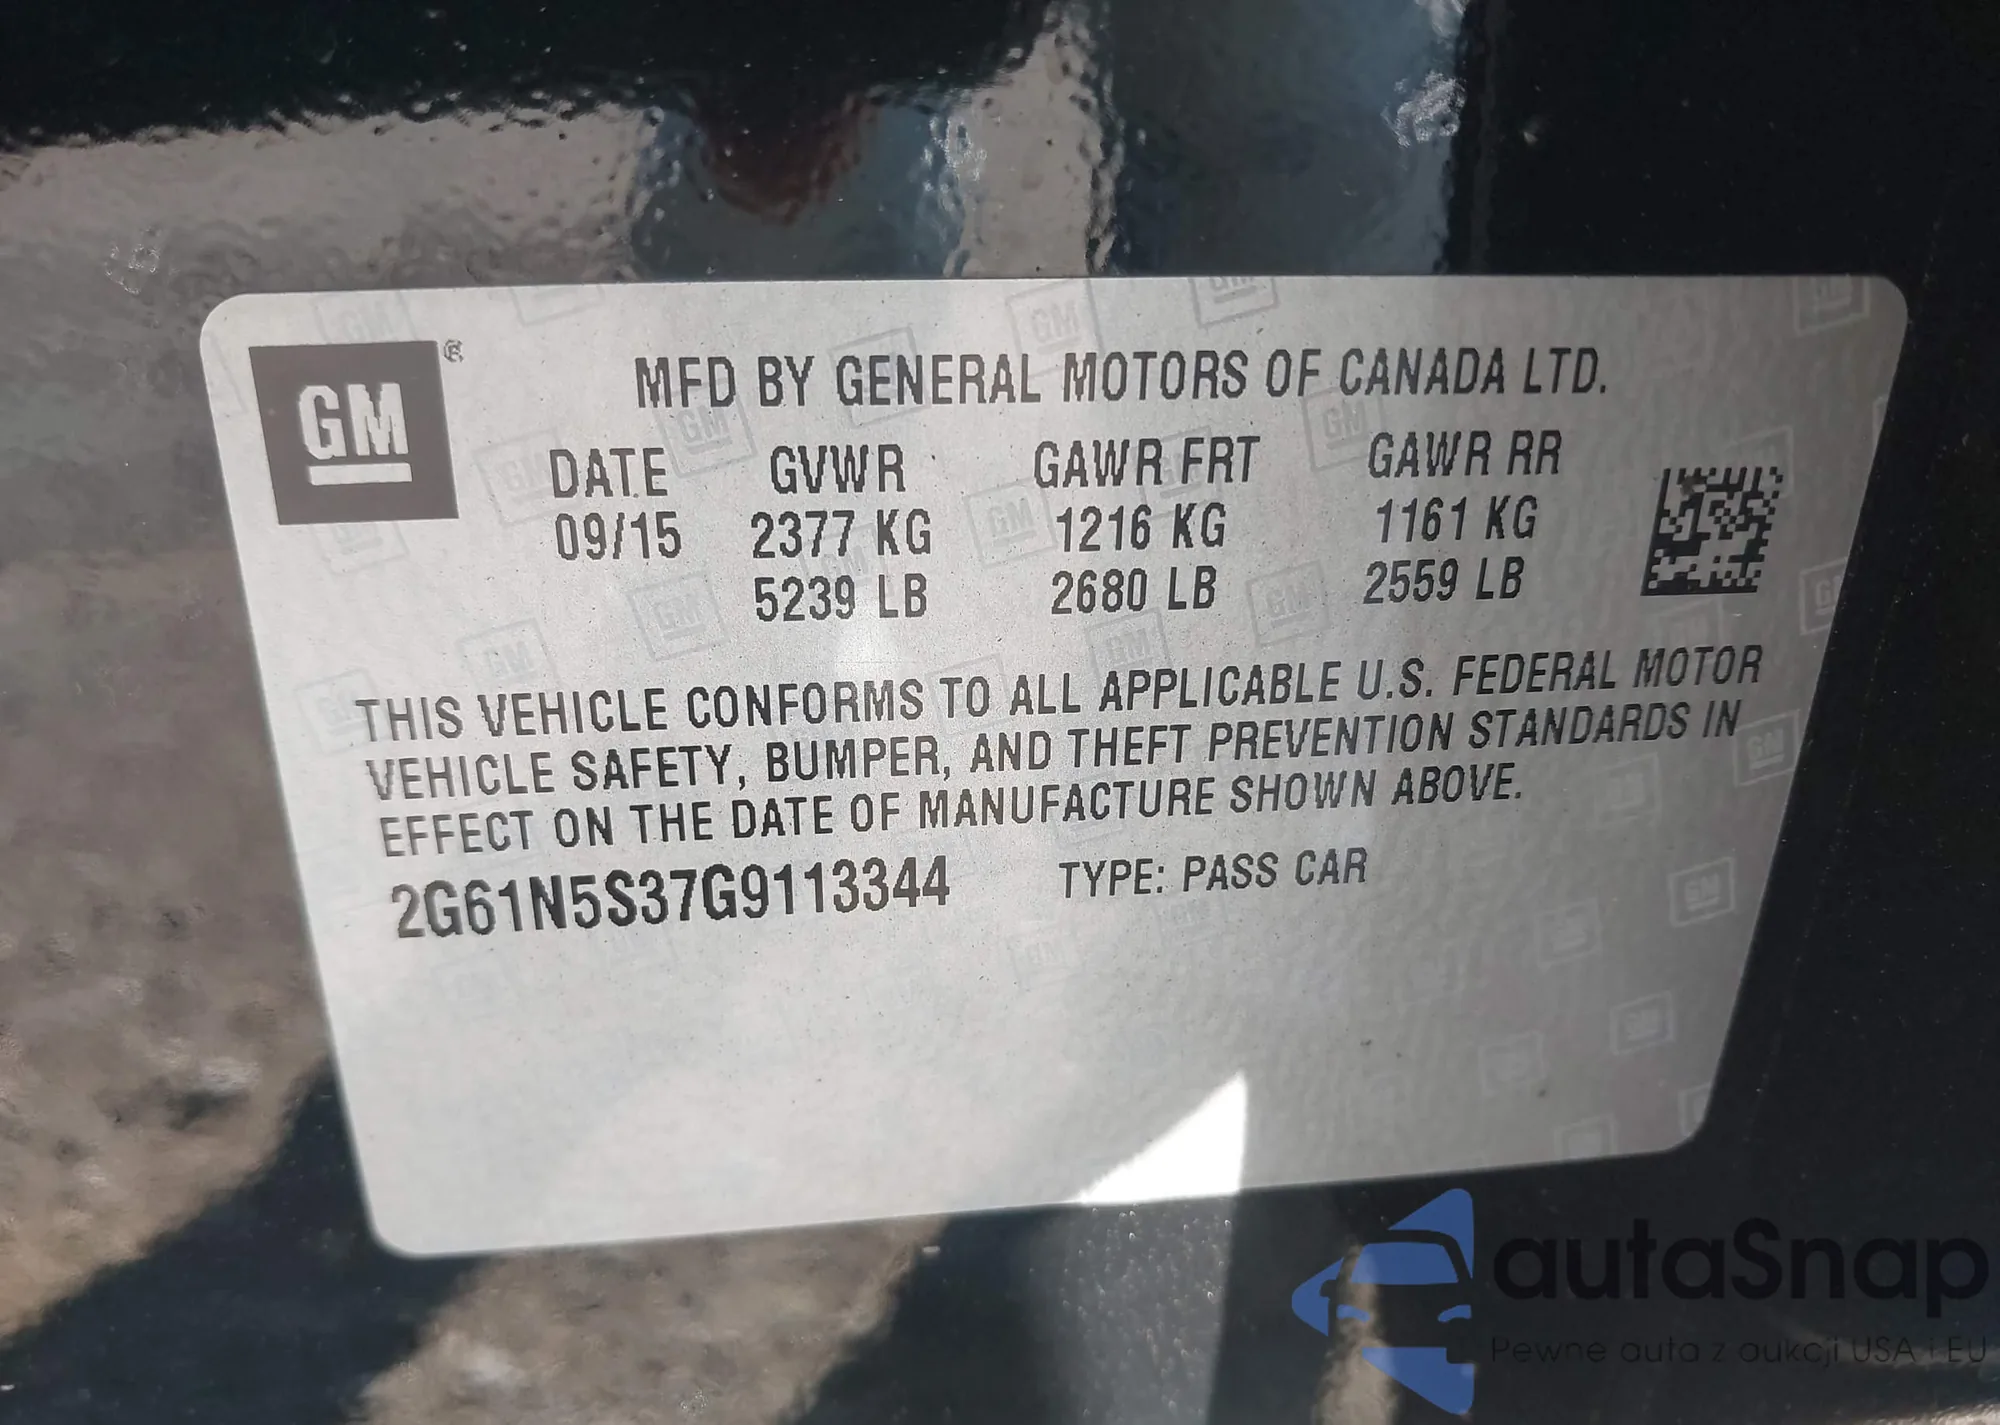 GM ®
MFD BY GENERAL MOTORS OF CANADA LTD.
DATE GVWR GAWR FRT GAWR RR
09/15 2377 KG 1216 KG 1161 KG
5239 LB 2680 LB 2559 LB
THIS VEHICLE CONFORMS TO ALL APPLICABLE U.S. FEDERAL MOTOR
VEHICLE SAFETY, BUMPER, AND THEFT PREVENTION STANDARDS IN
EFFECT ON THE DATE OF MANUFACTURE SHOWN ABOVE.
2G61N5S37G9113344 TYPE: PASS CAR
autaSnap
Pewne auta z aukcji USA i EU